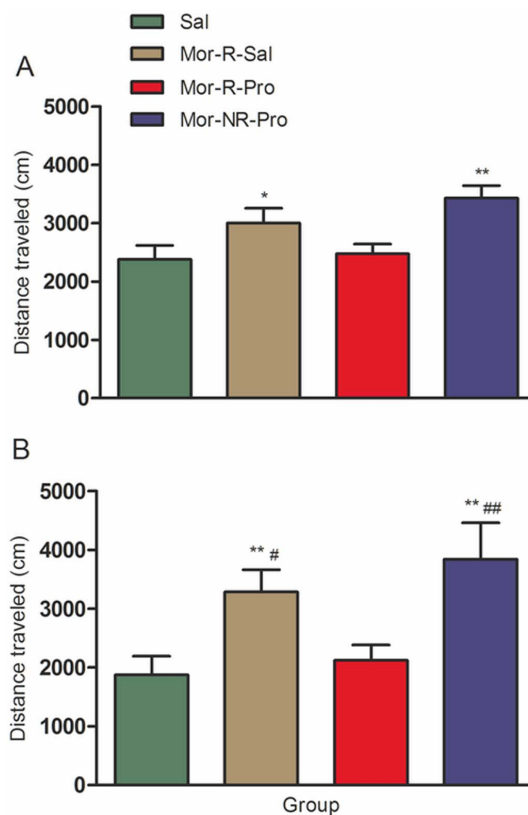 Sal
Mor-R-Sal
Mor-R-Pro
Mor-NR-Pro
A
Distance traveled (cm)
5000
4000
3000
2000
1000
0
*
**
B
Distance traveled (cm)
5000
4000
3000
2000
1000
0
** #
** ##
Group